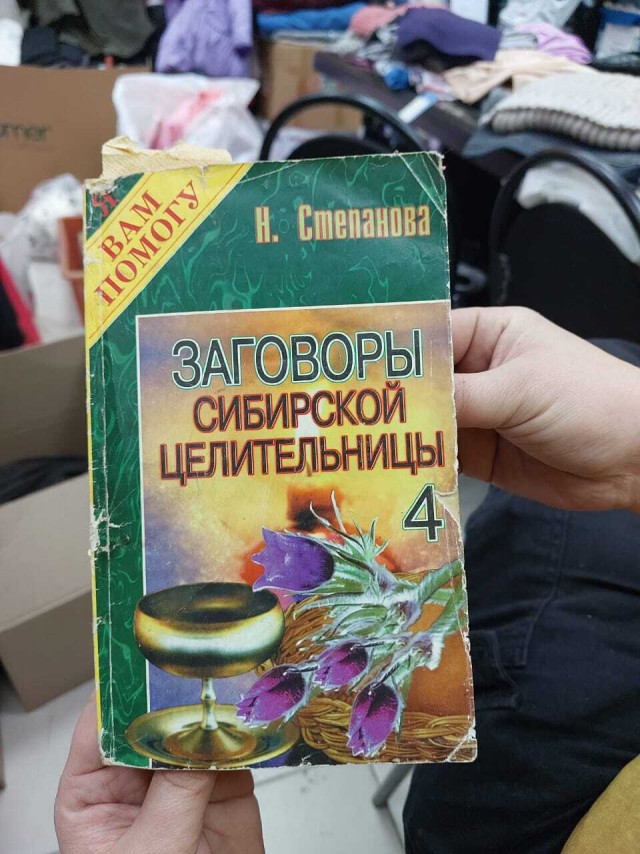 Я
ВАМ
ПОМОГУ
Н. Степанова
ЗАГОВОРЫ
СИБИРСКОЙ
ЦЕЛИТЕЛЬНИЦЫ
4